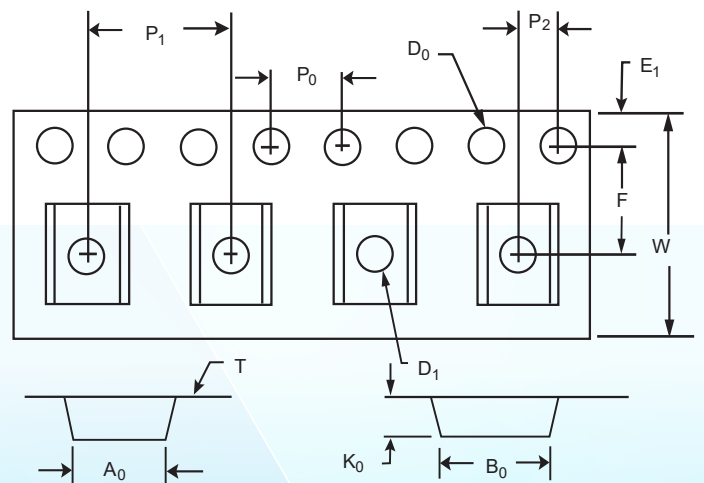 P₁
P₀
D₀
P₂
E₁
F
W
T
D₁
A₀
K₀
B₀